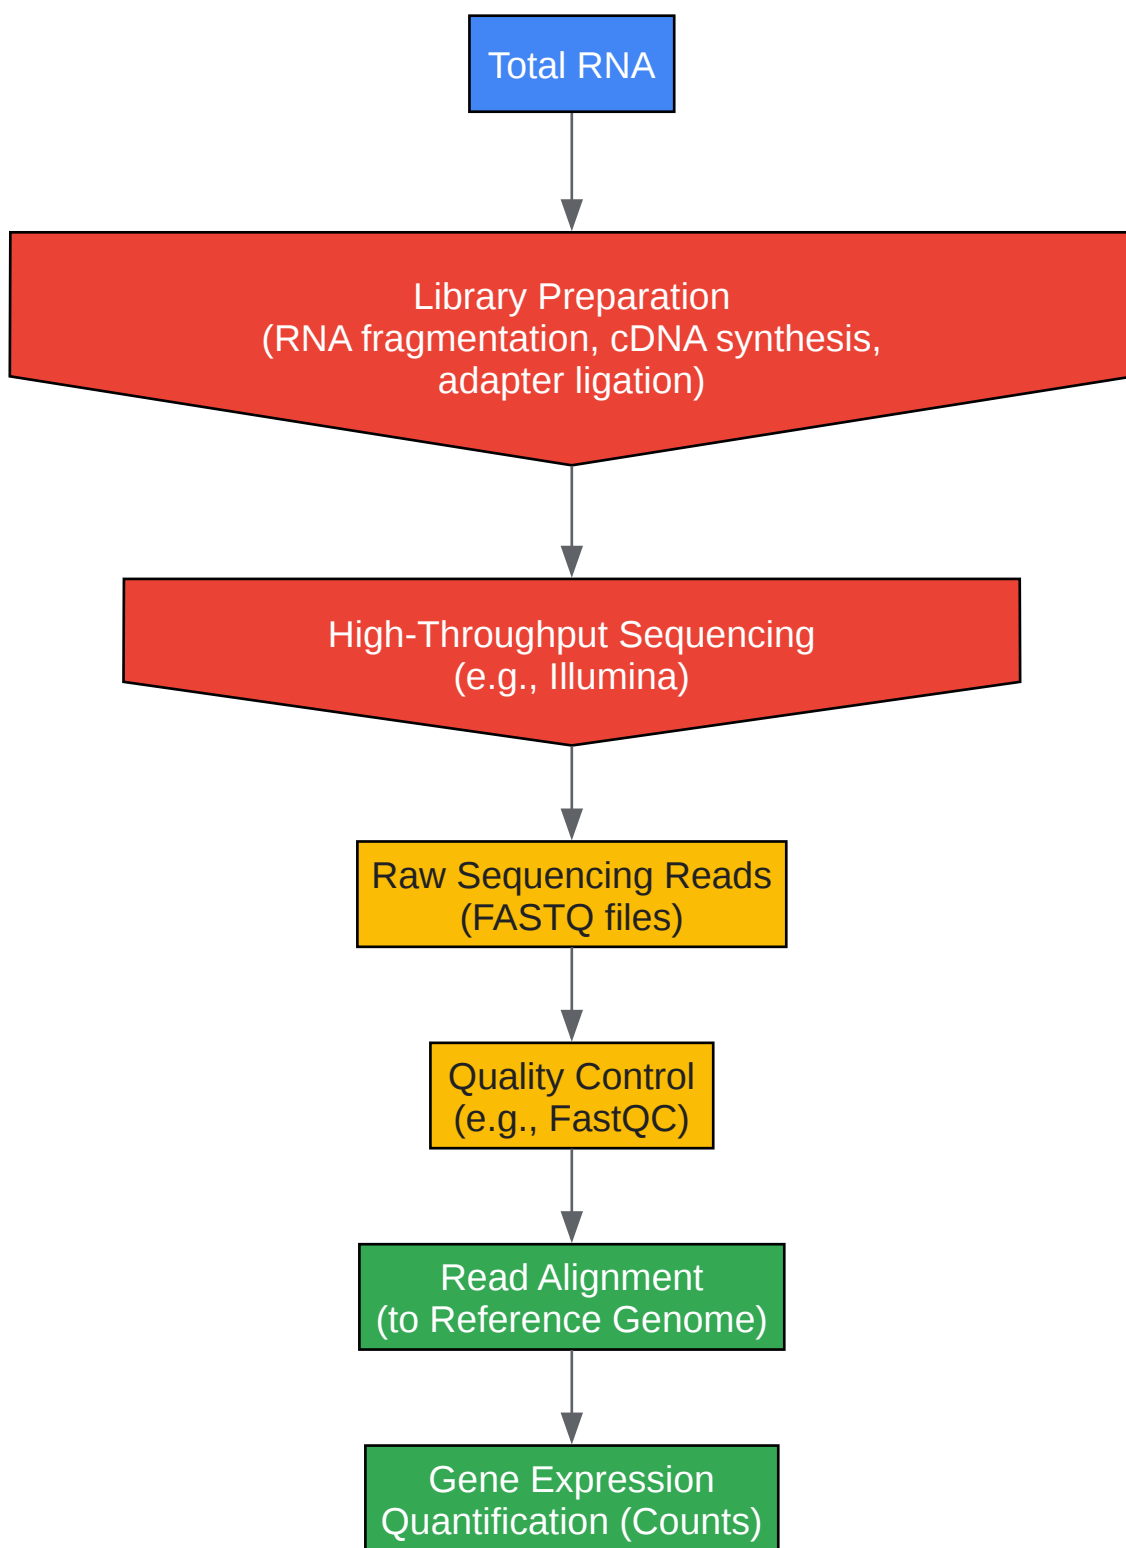 Total RNA
Library Preparation
(RNA fragmentation, cDNA synthesis,
adapter ligation)
High-Throughput Sequencing
(e.g., Illumina)
Raw Sequencing Reads
(FASTQ files)
Quality Control
(e.g., FastQC)
Read Alignment
(to Reference Genome)
Gene Expression
Quantification (Counts)